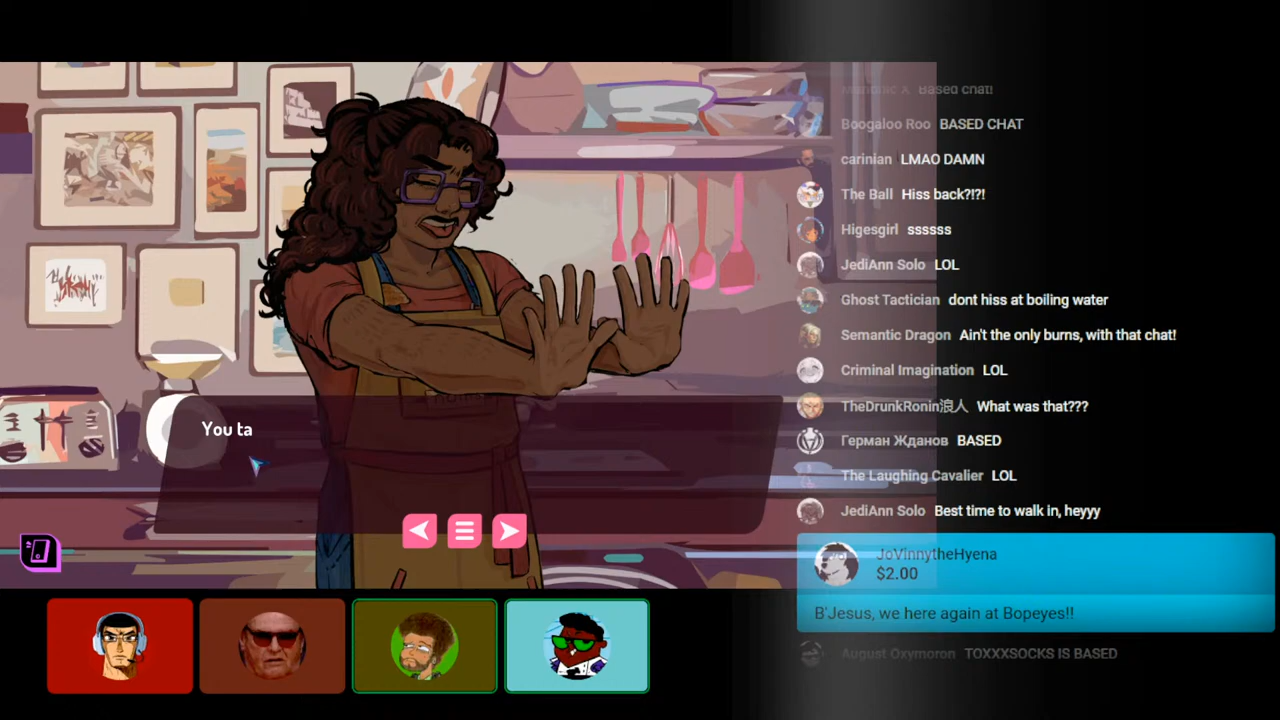 Based chat!
Boogaloo Roo BASED CHAT
carinian LMAO DAMN
The Ball Hiss back?!?!
Higesgirl ssssss
JediAnn Solo LOL
Ghost Tactician dont hiss at boiling water
Semantic Dragon Ain't the only burns, with that chat!
Criminal Imagination LOL
TheDrunkRonin浪人 What was that???
Герман Жданов BASED
The Laughing Cavalier LOL
JediAnn Solo Best time to walk in, heyyy
You ta
JoVinnytheHyena
$2.00
B'Jesus, we here again at Bopeyes!!
August Oxymoron TOXXXSOCKS IS BASED